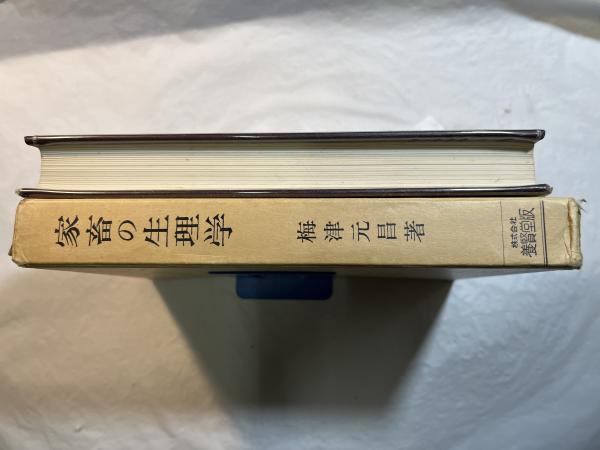 家畜の生理学
梅津元昌著
株式会社
養賢堂版